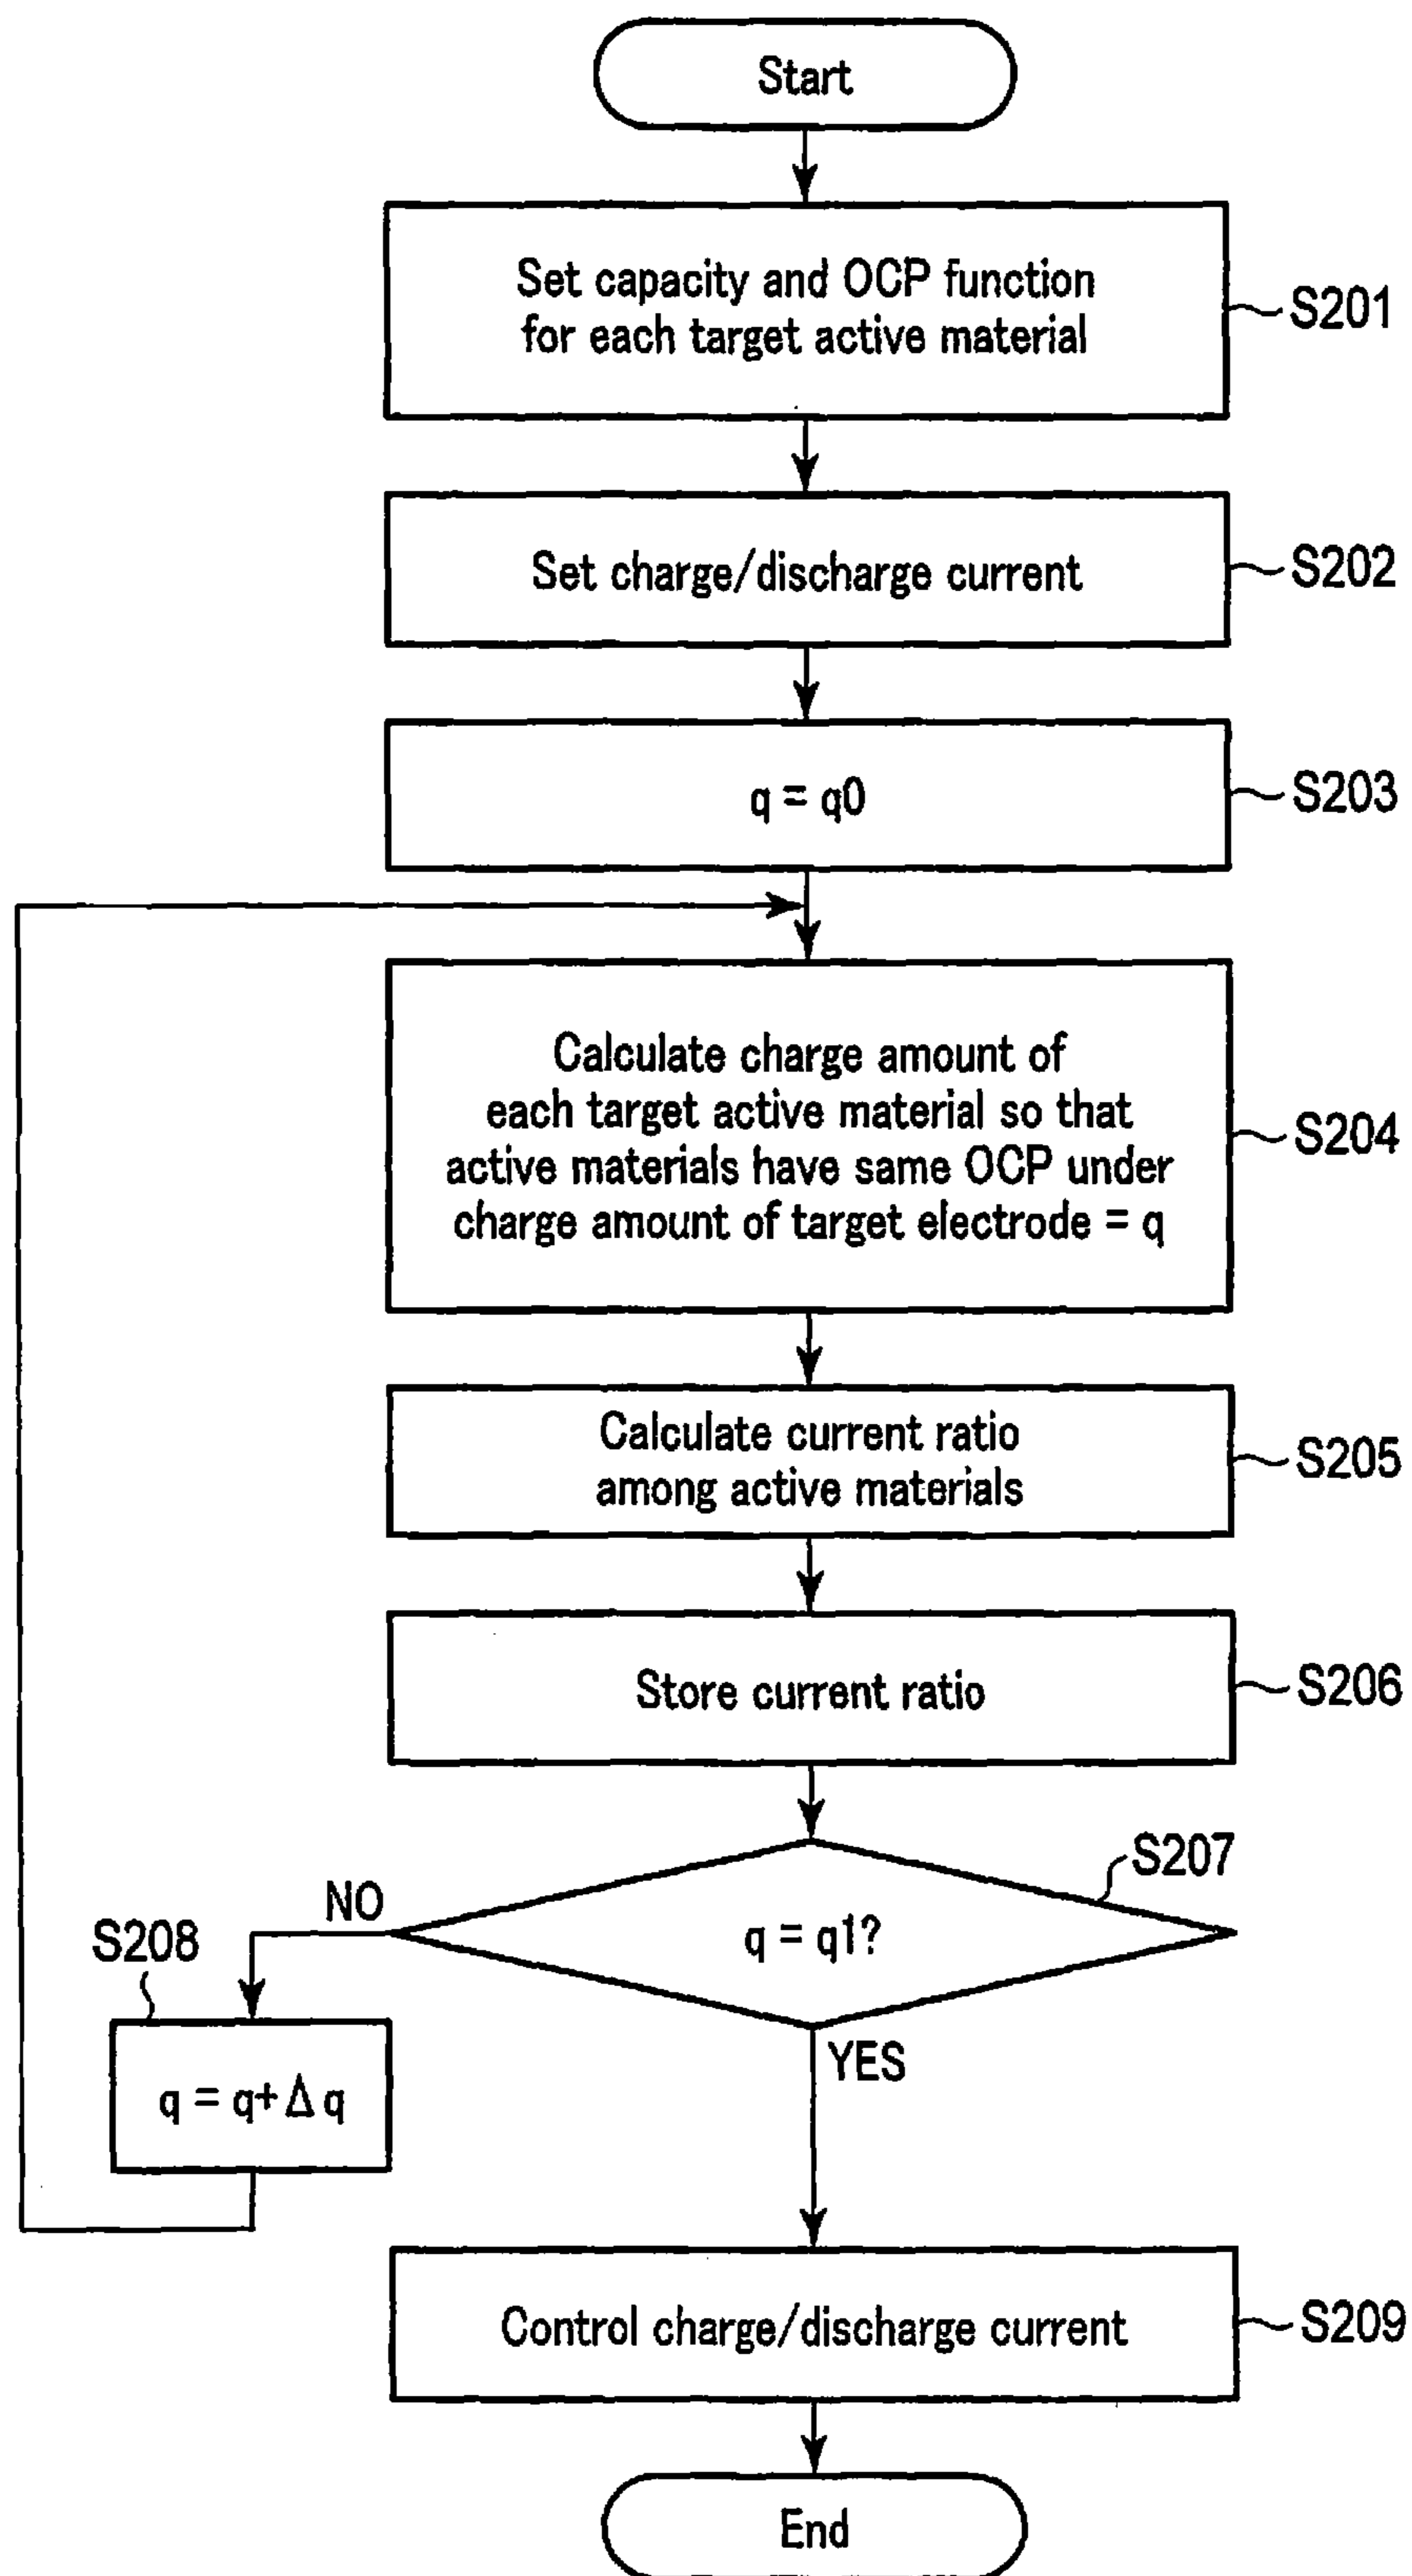 Start
Set capacity and OCP function
for each target active material
S201
Set charge/discharge current
S202
q = q0
S203
Calculate charge amount of
each target active material so that
active materials have same OCP under
charge amount of target electrode = q
S204
Calculate current ratio
among active materials
S205
Store current ratio
S206
S207
NO
q = q1?
S208
YES
q = q+Δq
Control charge/discharge current
S209
End